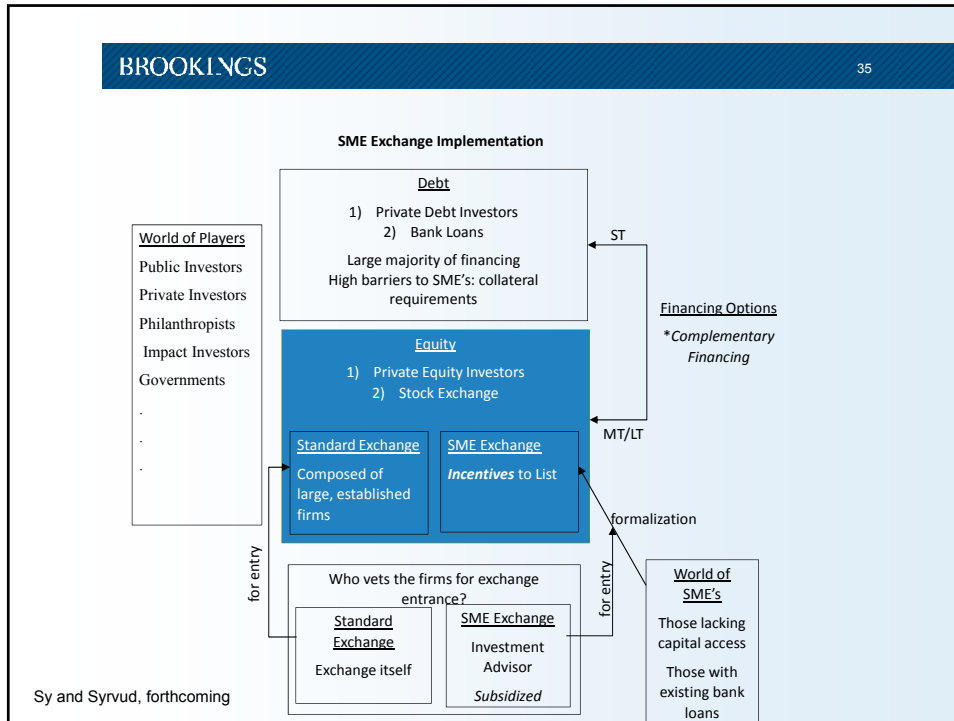 BROOKINGS
35
SME Exchange Implementation
Debt
1) Private Debt Investors
2) Bank Loans
Large majority of financing
High barriers to SME's: collateral
requirements
World of Players
Public Investors
Private Investors
Philanthropists
Impact Investors
Governments
.
.
.
ST
Financing Options
*Complementary
Financing
MT/LT
Equity
1) Private Equity Investors
2) Stock Exchange
Standard Exchange
Composed of
large, established
firms
SME Exchange
Incentives to List
formalization
for entry
for entry
Who vets the firms for exchange
entrance?
Standard
Exchange
Exchange itself
SME Exchange
Investment
Advisor
Subsidized
World of
SME's
Those lacking
capital access
Those with
existing bank
loans
Sy and Syrvud, forthcoming